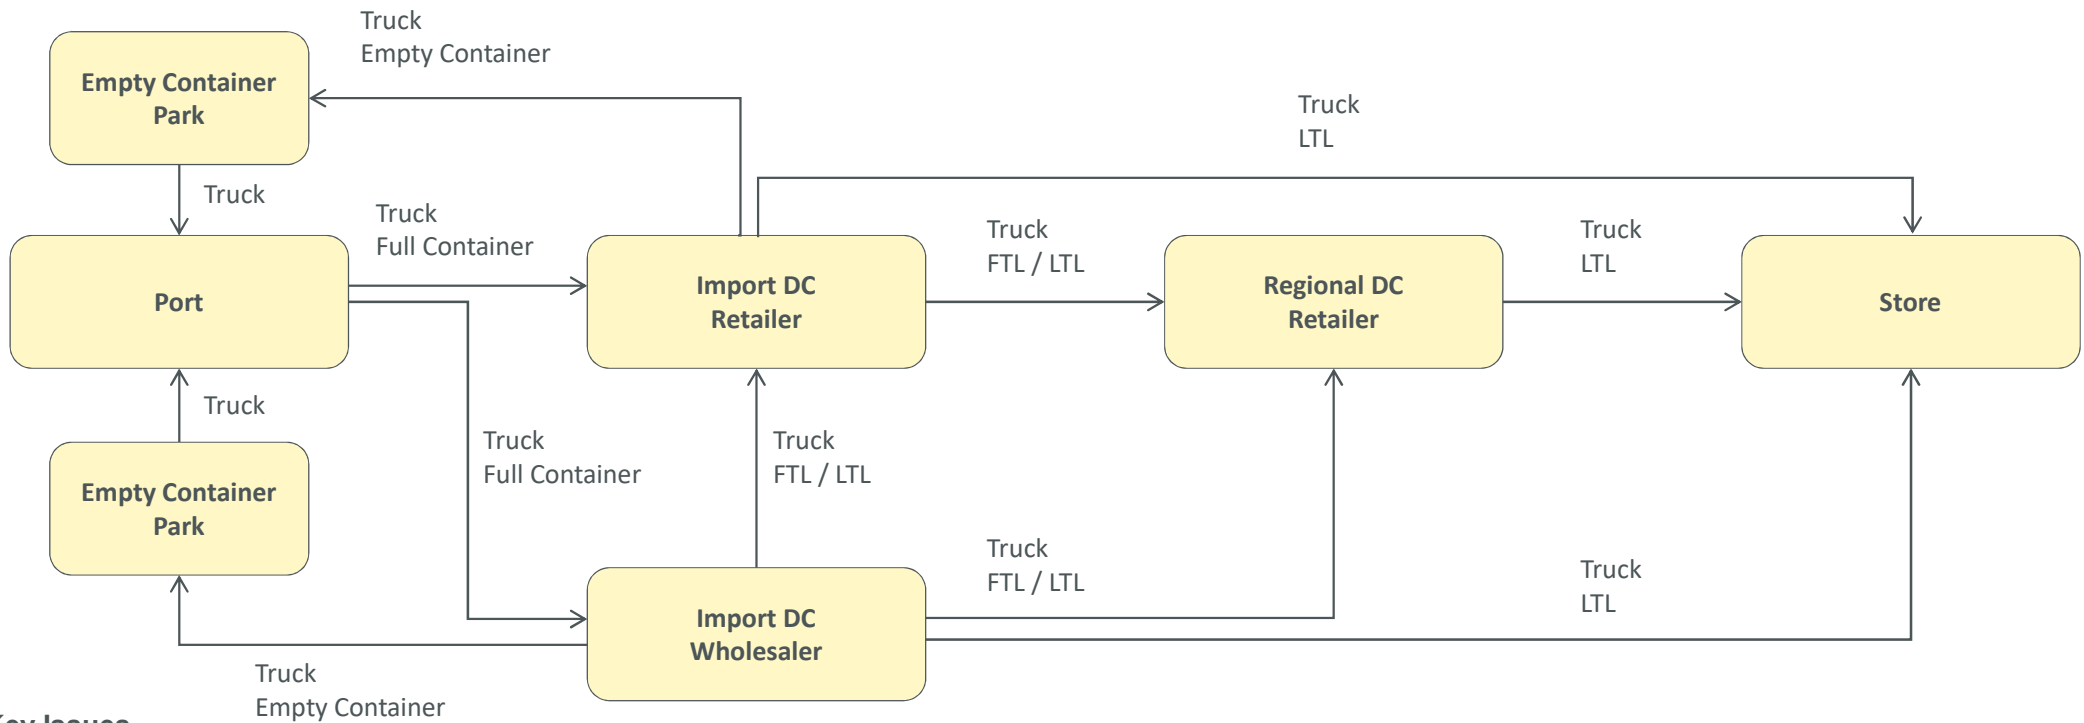 Truck
Empty Container
Empty Container
Park
Truck
LTL
Truck
Truck
Full Container
Truck
FTL / LTL
Truck
LTL
Port
Import DC
Retailer
Regional DC
Retailer
Store
Truck
Truck
Full Container
Truck
FTL / LTL
Empty Container
Park
Truck
FTL / LTL
Truck
LTL
Import DC
Wholesaler
Truck
Empty Container
Key Issues